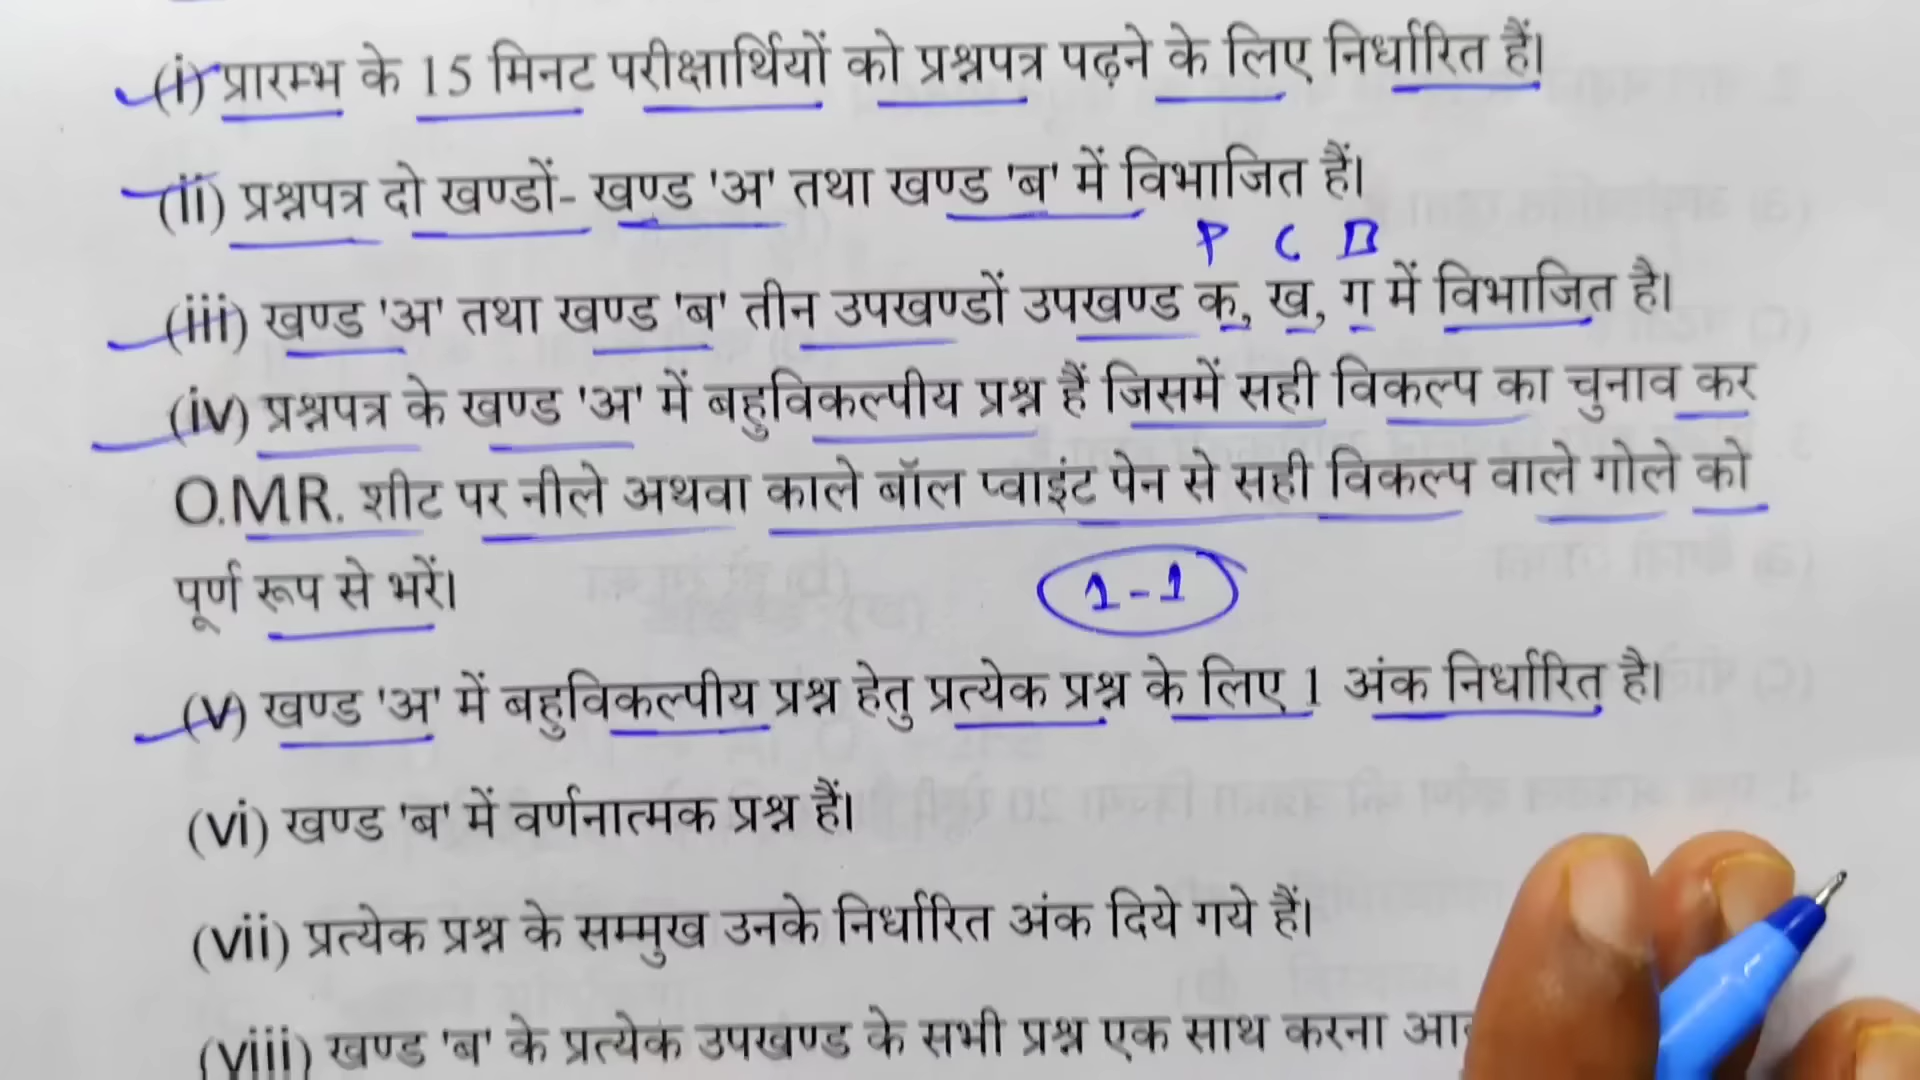 (i) प्रारम्भ के 15 मिनट परीक्षार्थियों को प्रश्नपत्र पढ़ने के लिए निर्धारित हैं।
(ii) प्रश्नपत्र दो खण्डों- खण्ड 'अ' तथा खण्ड 'ब' में विभाजित हैं।
P C B
(iii) खण्ड 'अ' तथा खण्ड 'ब' तीन उपखण्डों उपखण्ड क, ख, ग में विभाजित है।
(iv) प्रश्नपत्र के खण्ड 'अ' में बहुविकल्पीय प्रश्न हैं जिसमें सही विकल्प का चुनाव कर
O.MR. शीट पर नीले अथवा काले बॉल प्वाइंट पेन से सही विकल्प वाले गोले को
पूर्ण रूप से भरें।
1-1
(v) खण्ड 'अ' में बहुविकल्पीय प्रश्न हेतु प्रत्येक प्रश्न के लिए 1 अंक निर्धारित है।
(vi) खण्ड 'ब' में वर्णनात्मक प्रश्न हैं।
(vii) प्रत्येक प्रश्न के सम्मुख उनके निर्धारित अंक दिये गये हैं।
(viii) खण्ड 'ब' के प्रत्येक उपखण्ड के सभी प्रश्न एक साथ करना